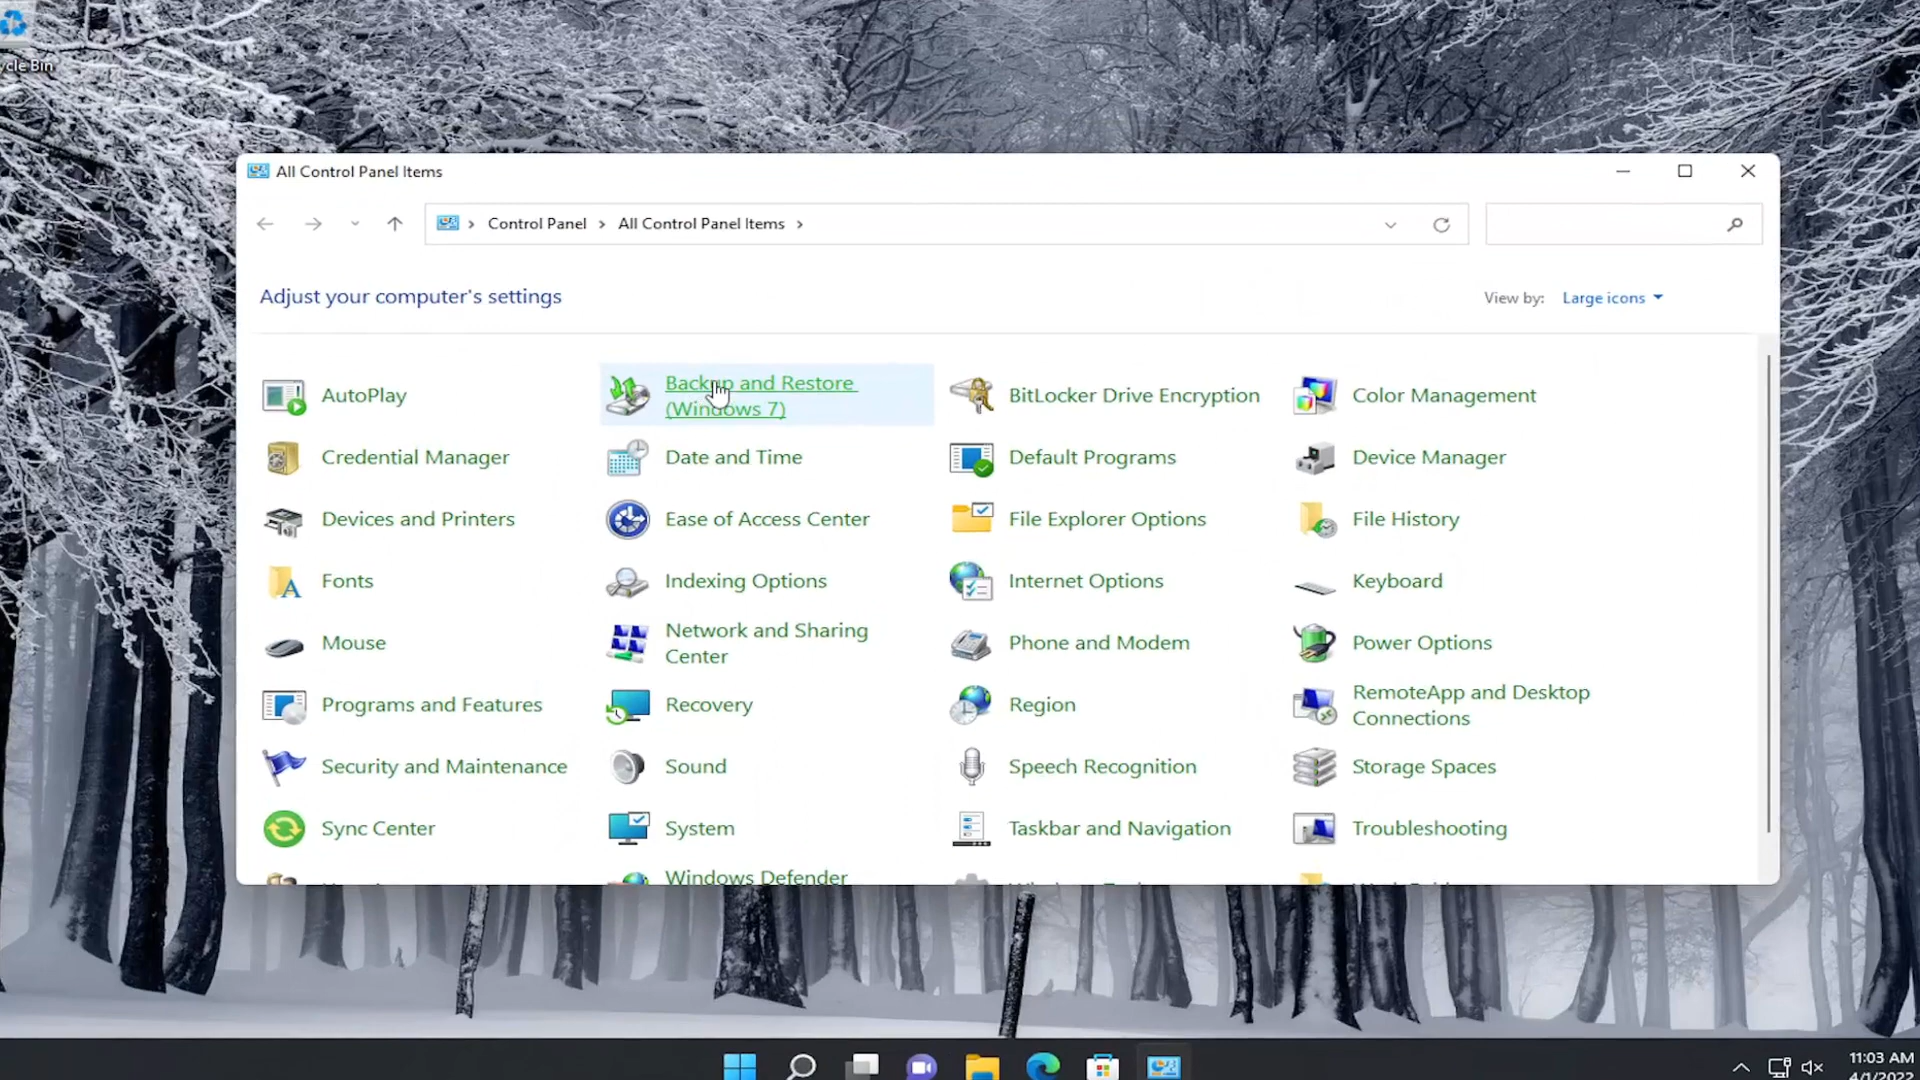 cycle Bin
All Control Panel Items
Control Panel
All Control Panel Items
Adjust your computer's settings
View by: Large icons
AutoPlay
Backup and Restore
(Windows 7)
BitLocker Drive Encryption
Color Management
Credential Manager
Date and Time
Default Programs
Device Manager
Devices and Printers
Ease of Access Center
File Explorer Options
File History
Fonts
Indexing Options
Internet Options
Keyboard
Mouse
Network and Sharing
Center
Phone and Modem
Power Options
Programs and Features
Recovery
Region
RemoteApp and Desktop
Connections
Security and Maintenance
Sound
Speech Recognition
Storage Spaces
Sync Center
System
Taskbar and Navigation
Troubleshooting
Windows Defender
11:03 AM
4/1/2022